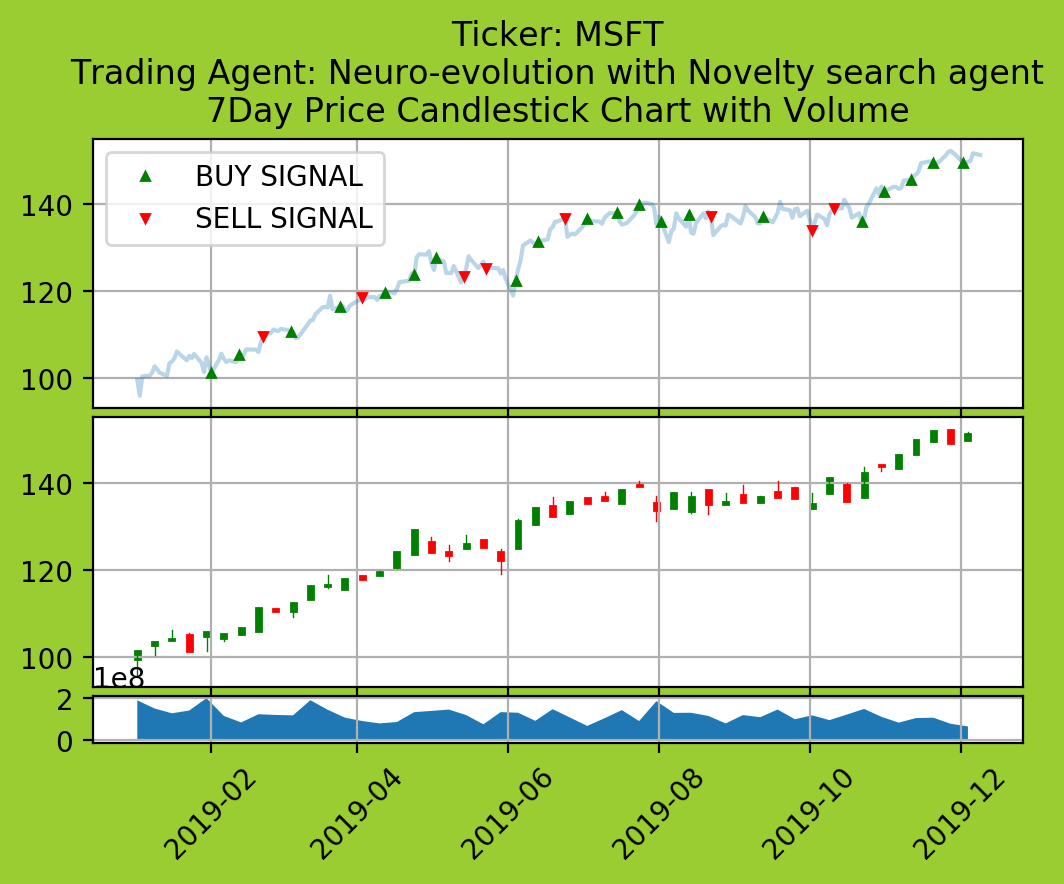 Ticker: MSFT
Trading Agent: Neuro-evolution with Novelty search agent
7Day Price Candlestick Chart with Volume
BUY SIGNAL
SELL SIGNAL
140
120
100
140
120
100
1e8
2
0
2019-02
2019-04
2019-06
2019-08
2019-10
2019-12